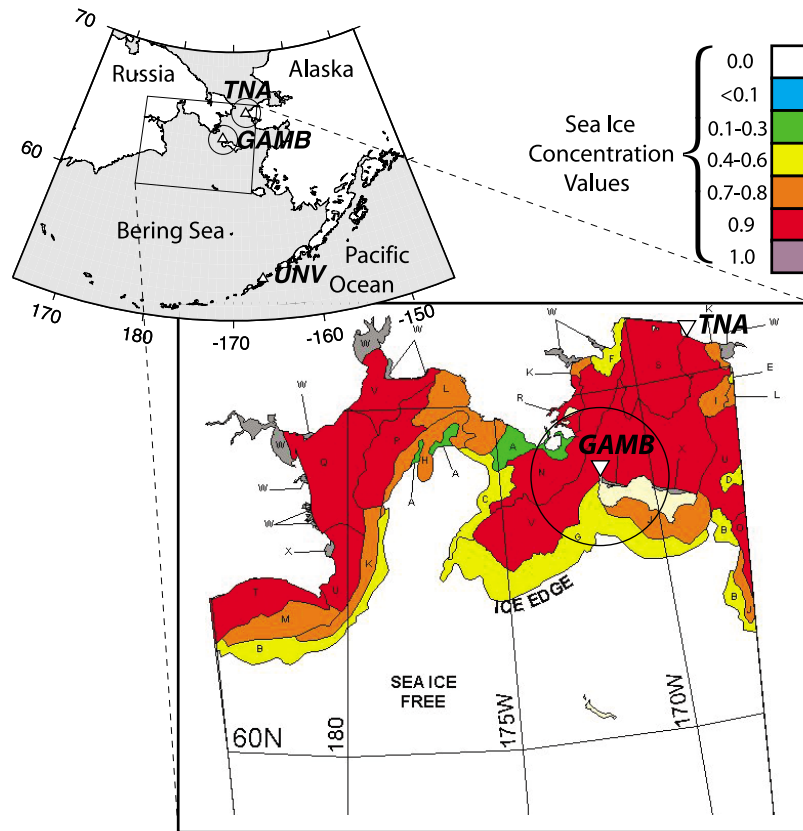 70
Russia
Alaska
TNA
GAMB
60
Bering Sea
Pacific
Ocean
UNV
170
180
-170
-160
-150
Sea Ice
Concentration
Values
0.0
<0.1
0.1-0.3
0.4-0.6
0.7-0.8
0.9
1.0
W
W
W
K
TNA
W
W
F
S
K
E
V
L
I
L
R
W
A
GAMB
P
Q
W
H
N
X
U
A
A
W
C
D
W
V
J
B
O
X
G
K
ICE EDGE
T
U
B
M
J
B
SEA ICE
FREE
180
175W
170W
60N